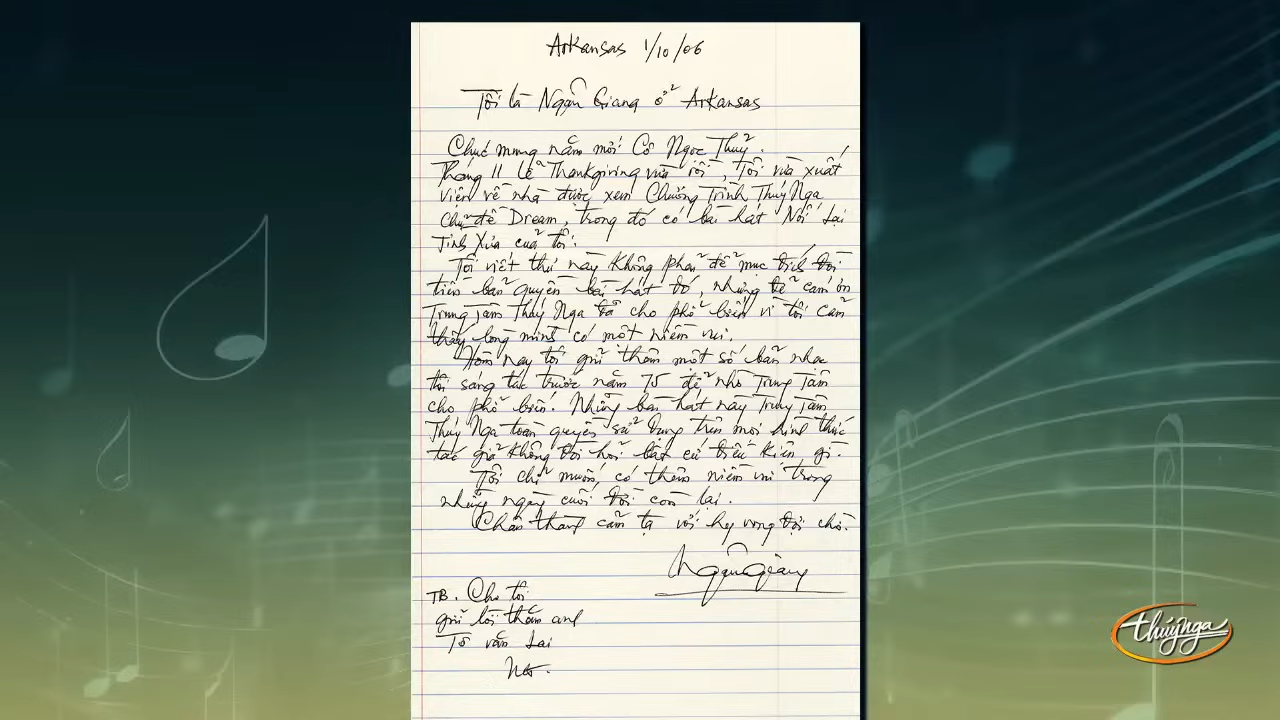 Arkansas 1/10/06
Tôi là Ngân Giang ở Arkansas
Chúc mừng năm mới Cô Ngọc Thuỷ.
Tháng 11 lễ Thanksgiving vừa rồi, Tôi vừa xuất
viện về nhà được xem Chương Trình Thuý Nga
Chủ đề Dream, trong đó có bài hát Nối Lại
Tình Xưa của tôi.
Tôi viết thư này không phải để mục đích đòi
tiền bản quyền bài hát đó, nhưng để cám ơn
Trung Tâm Thuý Nga đã cho phổ biến vì tôi cảm
thấy lòng mình có một niềm vui.
Hôm nay tôi gửi thêm một số bản nhạc
tôi sáng tác trước năm 75 để nhờ Trung Tâm
cho phổ biến. Những bài hát này Trung Tâm
Thuý Nga toàn quyền sử dụng trên mọi hình thức
tác giả không đòi hỏi bất cứ điều kiện gì.
Tôi chỉ muốn có thêm niềm vui trong
những ngày cuối đời còn lại.
Chân thành cảm tạ với hy vọng đợi chờ.
Ngân Giang
TB. Cho tôi
gửi lời thăm anh
Tô văn Lai
thuýnga